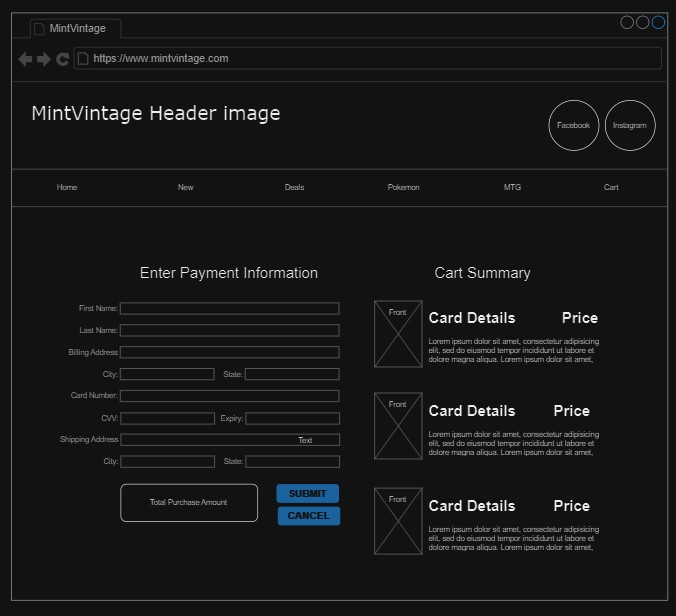 MintVintage
https://www.mintvintage.com
MintVintage Header image
Facebook
Instagram
Home New Deals Pokemon MTG Cart
Enter Payment Information
First Name:
Last Name:
Billing Address
City: State:
Card Number:
CVV: Expiry:
Shipping Address Text
City: State:
Total Purchase Amount
SUBMIT
CANCEL
Cart Summary
Front
Card Details Price
Lorem ipsum dolor sit amet, consectetur adipisicing
elit, sed do eiusmod tempor incididunt ut labore et
dolore magna aliqua. Lorem ipsum dolor sit amet,
Front
Card Details Price
Lorem ipsum dolor sit amet, consectetur adipisicing
elit, sed do eiusmod tempor incididunt ut labore et
dolore magna aliqua. Lorem ipsum dolor sit amet,
Front
Card Details Price
Lorem ipsum dolor sit amet, consectetur adipisicing
elit, sed do eiusmod tempor incididunt ut labore et
dolore magna aliqua. Lorem ipsum dolor sit amet,